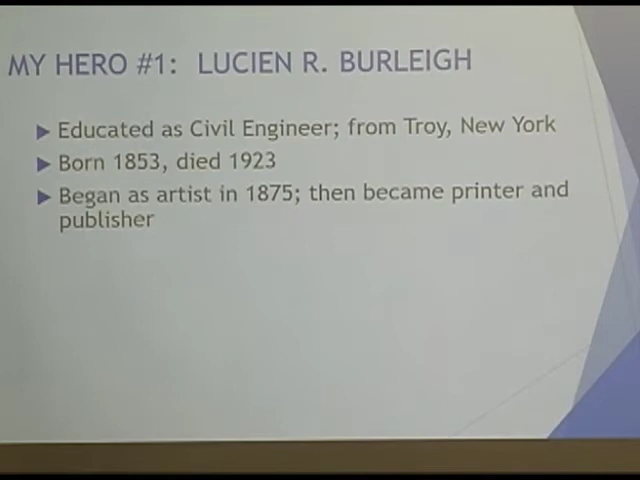 MY HERO #1: LUCIEN R. BURLEIGH
Educated as Civil Engineer; from Troy, New York
Born 1853, died 1923
Began as artist in 1875; then became printer and
publisher